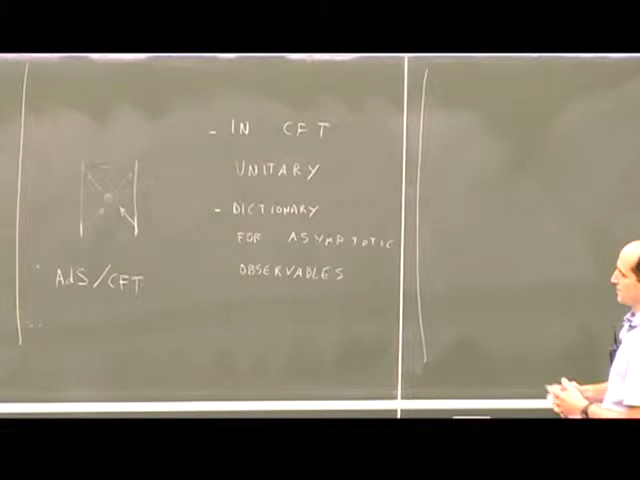 AdS/CFT
- IN CFT
UNITARY
- DICTIONARY
FOR ASYMPTOTIC
OBSERVABLES